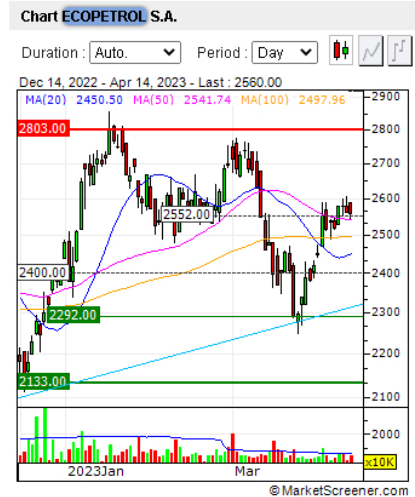 Chart ECOPETROL S.A.
Duration : Auto. Period : Day
Dec 14, 2022 - Apr 14, 2023 - Last : 2560.00
MA(20) 2450.50 MA(50) 2541.74 MA(100) 2497.96
2900
2803.00
2800
2700
2600
2552.00
2500
2400.00
2400
2292.00
2300
2200
2133.00
2100
2000
x10K
2023Jan Mar
©MarketScreener.com